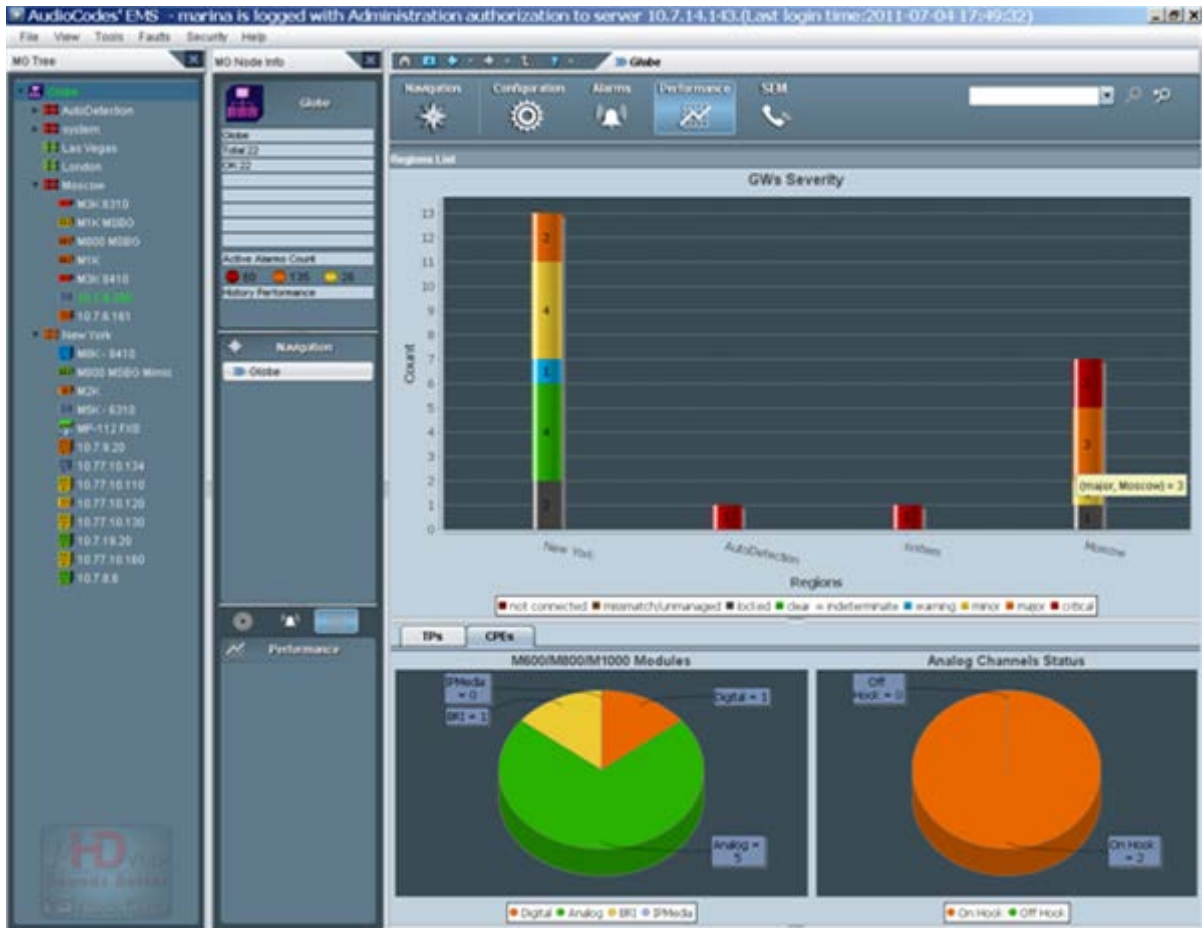 AudioCodes' EMS - marina is logged with Administration authorization to server 10.7.14.143.(Last login time:2011-07-04 17:49:32)
File View Tools Faults Security Help
MO Tree
Globe
AutoDetection
system
Las Vegas
London
Moscow
M3K 6310
M1K MSBG
M800 MSBG
M1K
M3K 8410
10.7.6.161
New York
M8K - 8410
M800 MSBG Mimic
M2K
M5K - 6310
MP-112 FXS
10.7.9.20
10.77.10.134
10.77.10.110
10.77.10.120
10.77.10.130
10.7.19.20
10.77.10.160
10.7.8.8
MO Node Info
Globe
Globe
Total 22
OK 22
Active Alarms Count
60 135 26
History Performance
Navigation
Globe
Performance
Globe
Navigation Configuration Alarms Performance SEM
Regions List
GWs Severity
Count
13
12
11
10
9
8
7
6
5
4
3
2
1
0
2
4
1
4
2
3
1
(major, Moscow) = 3
New York AutoDetection system Moscow
Regions
not connected mismatch/unmanaged locked clear indeterminate warning minor major critical
TPs CPEs
M600/M800/M1000 Modules
IPMedia = 0
BRI = 1
Digital = 1
Analog = 5
Digital Analog BRI IPMedia
Analog Channels Status
Off Hook = 0
On Hook = 2
On Hook Off Hook
HD
Sounds Better